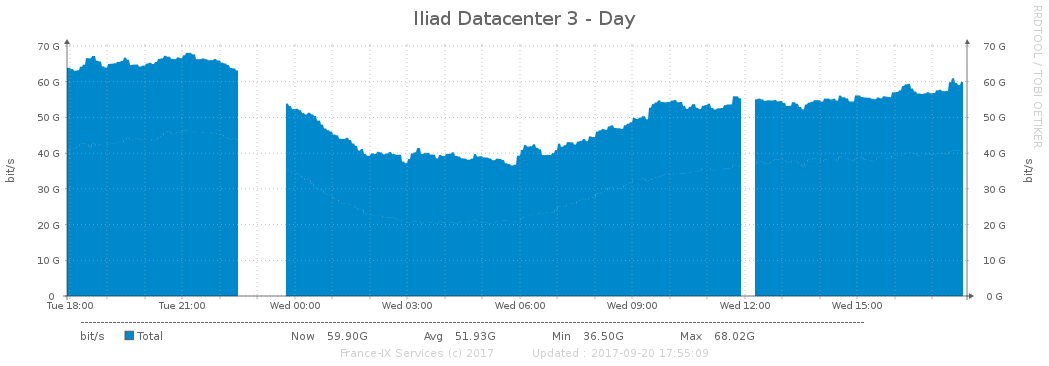 Iliad Datacenter 3 - Day
RRDTOOL / TOBI OETIKER
70 G 70 G
60 G 60 G
50 G 50 G
40 G 40 G
30 G 30 G
20 G 20 G
10 G 10 G
0 0 G
bit/s bit/s
Tue 18:00 Tue 21:00 Wed 00:00 Wed 03:00 Wed 06:00 Wed 09:00 Wed 12:00 Wed 15:00
bit/s Total Now 59.90G Avg 51.93G Min 36.50G Max 68.02G
France-IX Services (c) 2017 Updated : 2017-09-20 17:55:09